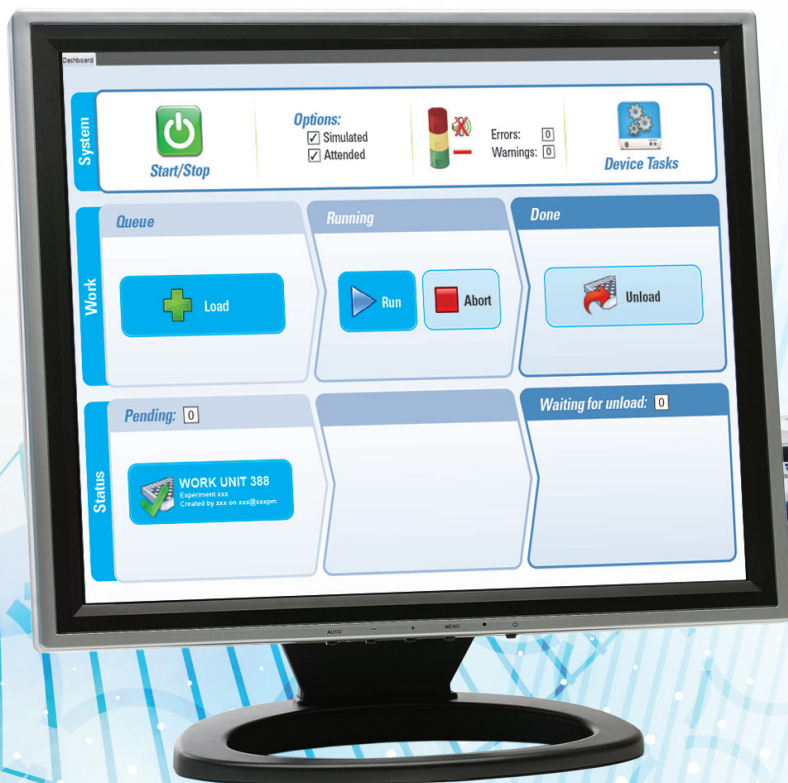 Dashboard
System
Start/Stop
Options:
Simulated
Attended
Errors: 0
Warnings: 0
Device Tasks
Work
Queue
Running
Done
Load
Run
Abort
Unload
Status
Pending: 0
Waiting for unload: 0
WORK UNIT 388
Experiment xxx
Created by xxx on xxx@xxxpm
AUTO
−
+
MENU